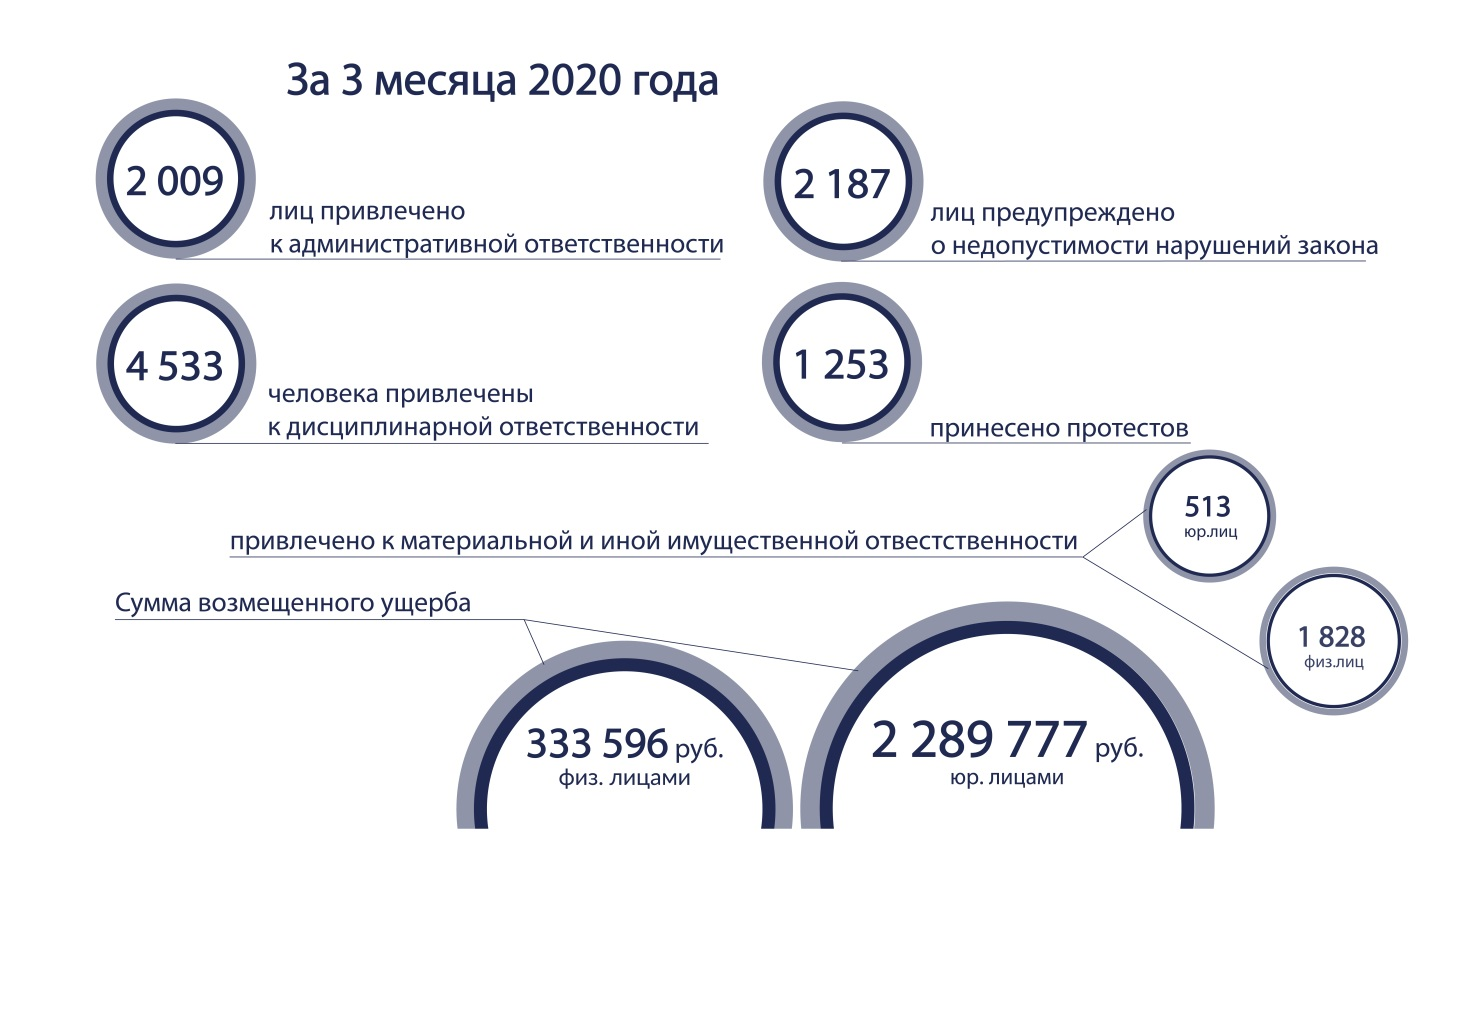 За 3 месяца 2020 года
2 009
лиц привлечено
к административной ответственности
2 187
лиц предупреждено
о недопустимости нарушений закона
4 533
человека привлечены
к дисциплинарной ответственности
1 253
принесено протестов
привлечено к материальной и иной имущественной отвестственности
513
юр.лиц
1 828
физ.лиц
Сумма возмещенного ущерба
333 596 руб.
физ. лицами
2 289 777 руб.
юр. лицами